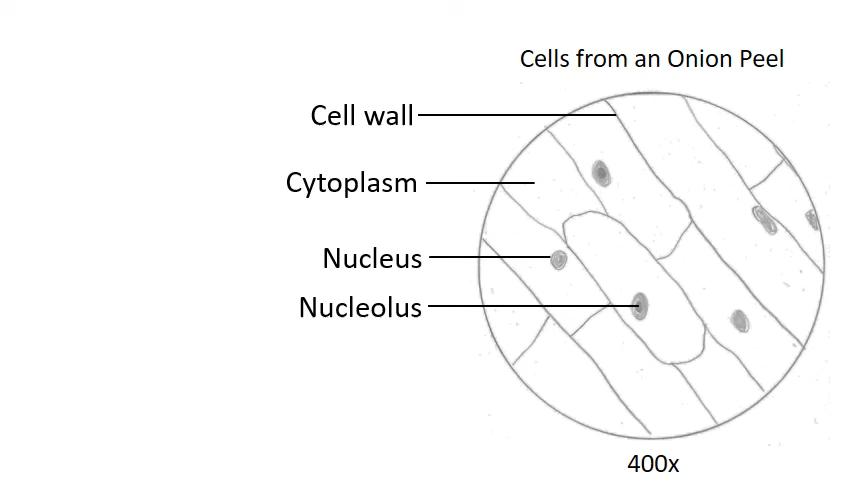 Cells from an Onion Peel
Cell wall
Cytoplasm
Nucleus
Nucleolus
400x